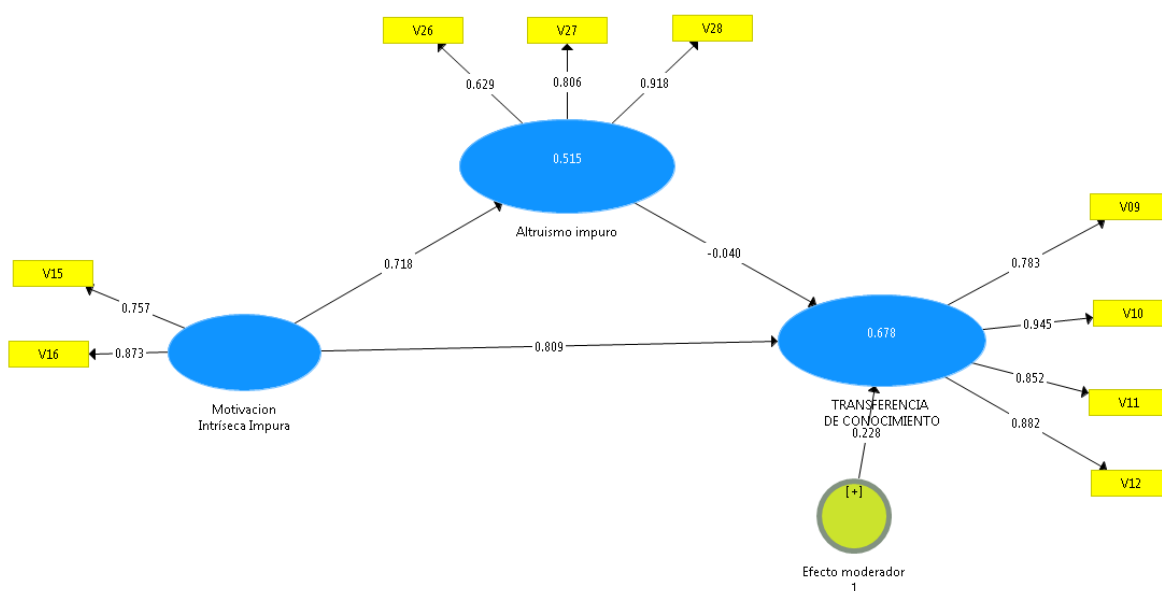 V26
V27
V28
0.629
0.806
0.918
0.515
Altruismo impuro
V09
V15
0.718
-0.040
0.783
0.757
V10
0.945
0.678
V16
0.873
0.809
0.852
V11
Motivacion
Intríseca Impura
TRANSFERENCIA
DE CONOCIMIENTO
0.228
0.882
V12
[+]
Efecto moderador
1